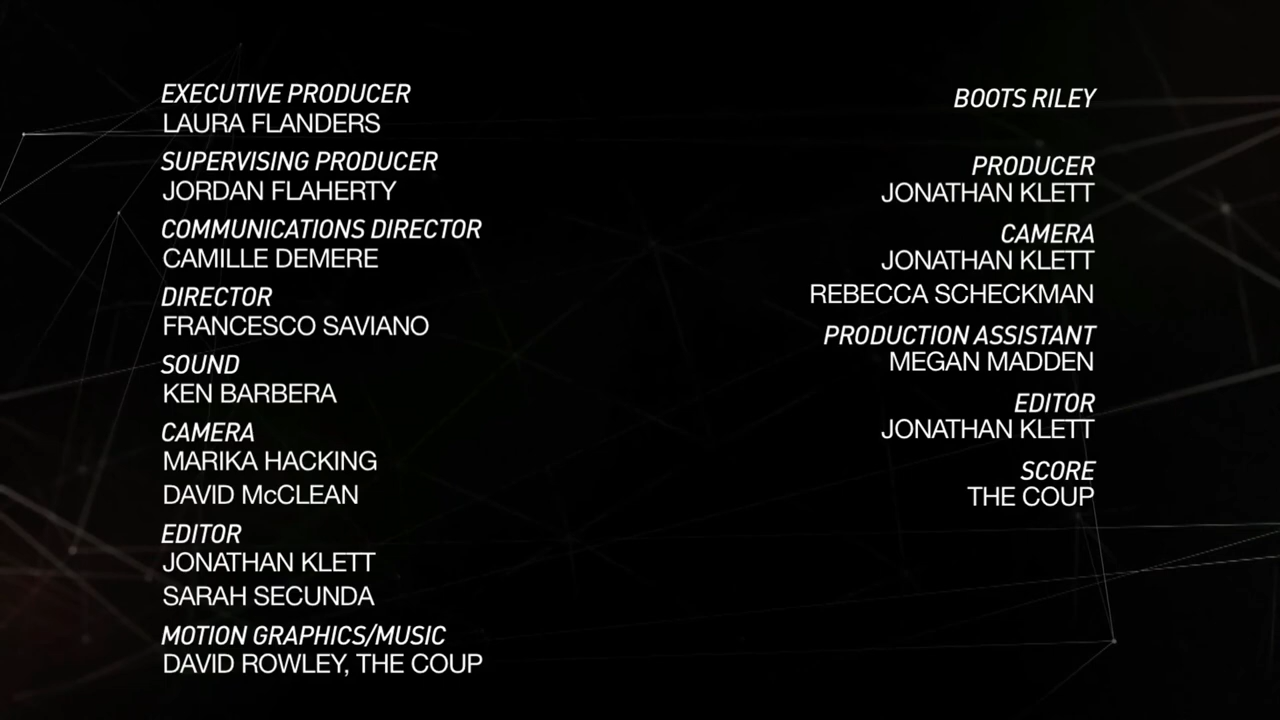 EXECUTIVE PRODUCER
LAURA FLANDERS
SUPERVISING PRODUCER
JORDAN FLAHERTY
COMMUNICATIONS DIRECTOR
CAMILLE DEMERE
DIRECTOR
FRANCESCO SAVIANO
SOUND
KEN BARBERA
CAMERA
MARIKA HACKING
DAVID McCLEAN
EDITOR
JONATHAN KLETT
SARAH SECUNDA
MOTION GRAPHICS/MUSIC
DAVID ROWLEY, THE COUP
BOOTS RILEY
PRODUCER
JONATHAN KLETT
CAMERA
JONATHAN KLETT
REBECCA SCHECKMAN
PRODUCTION ASSISTANT
MEGAN MADDEN
EDITOR
JONATHAN KLETT
SCORE
THE COUP